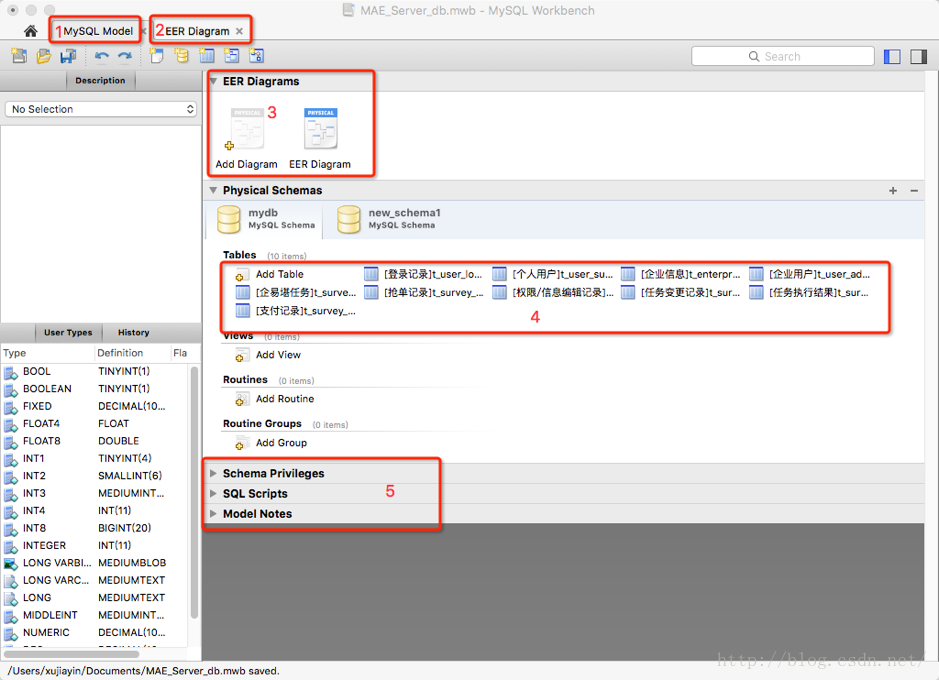 MAE_Server_db.mwb - MySQL Workbench
1 MySQL Model
2 EER Diagram
Search
Description
No Selection
EER Diagrams
PHYSICAL PHYSICAL 3
Add Diagram EER Diagram
Physical Schemas
mydb new_schema1
MySQL Schema MySQL Schema
Tables (10 items)
Add Table [登录记录]t_user_lo... [个人用户]t_user_su... [企业信息]t_enterpr... [企业用户]t_user_ad...
[企易堪任务]t_surve... [抢单记录]t_survey_... [权限/信息编辑记录]... [任务变更记录]t_sur... [任务执行结果]t_sur...
[支付记录]t_survey_...
4
Views (0 items)
Add View
Routines (0 items)
Add Routine
Routine Groups (0 items)
Add Group
Schema Privileges
SQL Scripts 5
Model Notes
User Types History
Type Definition Fla
BOOL TINYINT(1)
BOOLEAN TINYINT(1)
FIXED DECIMAL(10...
FLOAT4 FLOAT
FLOAT8 DOUBLE
INT1 TINYINT(4)
INT2 SMALLINT(6)
INT3 MEDIUMINT...
INT4 INT(11)
INT8 BIGINT(20)
INTEGER INT(11)
LONG VARBI... MEDIUMBLOB
LONG VARC... MEDIUMTEXT
LONG MEDIUMTEXT
MIDDLEINT MEDIUMINT...
NUMERIC DECIMAL(10...
http://blog.csdn.net/
/Users/xujiayin/Documents/MAE_Server_db.mwb saved.